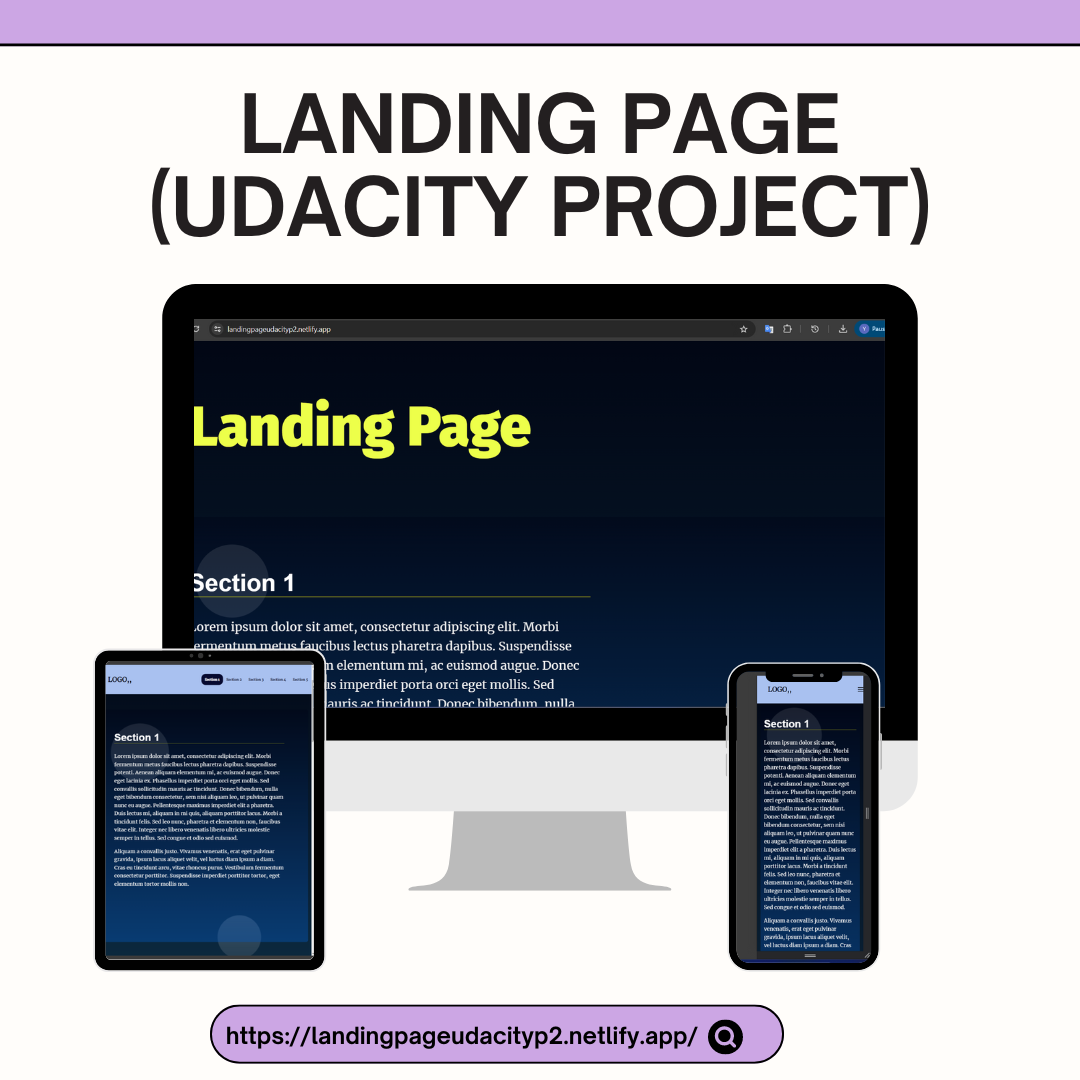 LANDING PAGE
(UDACITY PROJECT)
landingpageudacityp2.netlify.app
Y Paus
Landing Page
Section 1
Lorem ipsum dolor sit amet, consectetur adipiscing elit. Morbi
fermentum metus faucibus lectus pharetra dapibus. Suspendisse
m elementum mi, ac euismod augue. Donec
us imperdiet porta orci eget mollis. Sed
auris ac tincidunt. Donec bibendum, nulla
LOGO,,
Section 1 Section 2 Section 3 Section 4 Section 5
Section 1
Lorem ipsum dolor sit amet, consectetur adipiscing elit. Morbi
fermentum metus faucibus lectus pharetra dapibus. Suspendisse
potenti. Aenean aliquam elementum mi, ac euismod augue. Donec
eget lacinia ex. Phasellus imperdiet porta orci eget mollis. Sed
convallis sollicitudin mauris ac tincidunt. Donec bibendum, nulla
eget bibendum consectetur, sem nisi aliquam leo, ut pulvinar quam
nunc eu augue. Pellentesque maximus imperdiet elit a pharetra.
Duis lectus mi, aliquam in mi quis, aliquam porttitor lacus. Morbi a
tincidunt felis. Sed leo nunc, pharetra et elementum non, faucibus
vitae elit. Integer nec libero venenatis libero ultricies molestie
semper in tellus. Sed congue et odio sed euismod.
Aliquam a convallis justo. Vivamus venenatis, erat eget pulvinar
gravida, ipsum lacus aliquet velit, vel luctus diam ipsum a diam.
Cras eu tincidunt arcu, vitae rhoncus purus. Vestibulum fermentum
consectetur porttitor. Suspendisse imperdiet porttitor tortor, eget
elementum tortor mollis non.
LOGO,,
Section 1
Lorem ipsum dolor sit amet,
consectetur adipiscing elit. Morbi
fermentum metus faucibus lectus
pharetra dapibus. Suspendisse
potenti. Aenean aliquam elementum
mi, ac euismod augue. Donec eget
lacinia ex. Phasellus imperdiet porta
orci eget mollis. Sed convallis
sollicitudin mauris ac tincidunt.
Donec bibendum, nulla eget
bibendum consectetur, sem nisi
aliquam leo, ut pulvinar quam nunc
eu augue. Pellentesque maximus
imperdiet elit a pharetra. Duis lectus
mi, aliquam in mi quis, aliquam
porttitor lacus. Morbi a tincidunt
felis. Sed leo nunc, pharetra et
elementum non, faucibus vitae elit.
Integer nec libero venenatis libero
ultricies molestie semper in tellus.
Sed congue et odio sed euismod.
Aliquam a convallis justo. Vivamus
venenatis, erat eget pulvinar
gravida, ipsum lacus aliquet velit,
vel luctus diam ipsum a diam. Cras
https://landingpageudacityp2.netlify.app/